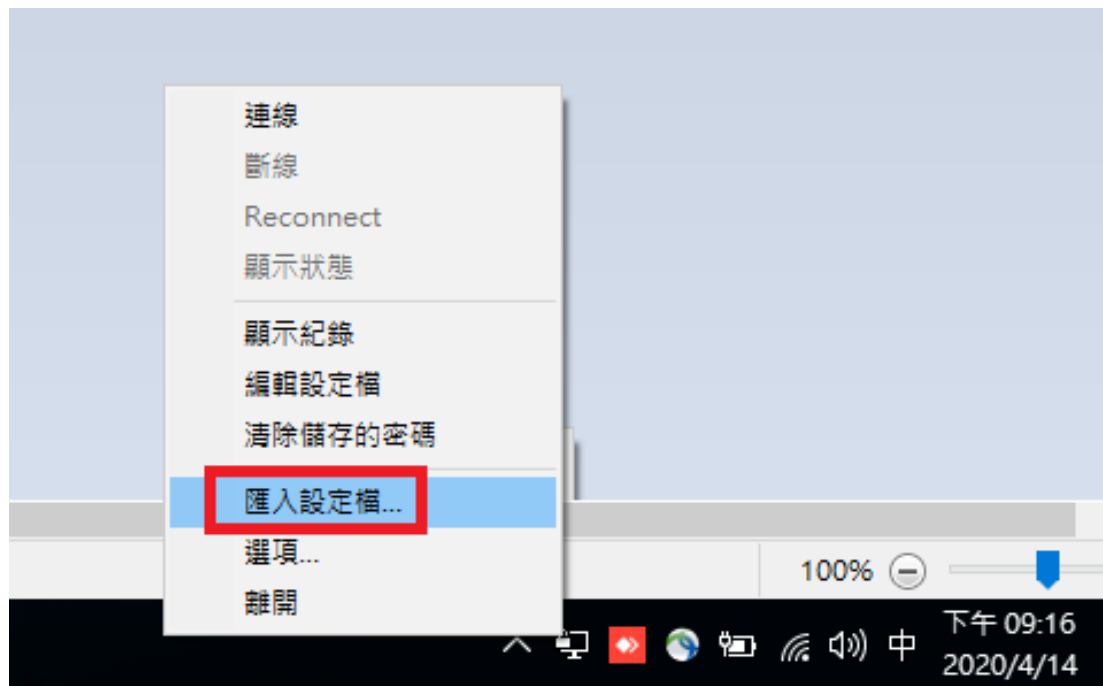 連線
斷線
Reconnect
顯示狀態
顯示紀錄
編輯設定檔
清除儲存的密碼
匯入設定檔...
選項...
離開
100%
中
下午 09:16
2020/4/14